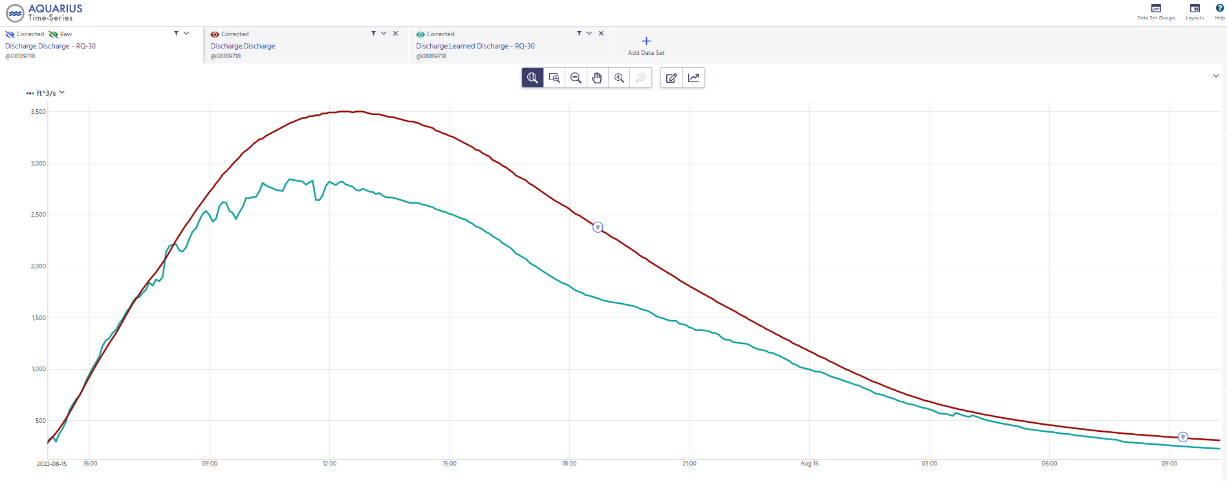 AQUARIUS
Time-Series
Data Set Groups
Layouts
Help
Corrected Raw
Discharge.Discharge - RQ-30
@08189718
Corrected
Discharge.Discharge
@08189718
Corrected
Discharge.Learned Discharge - RQ-30
@08189718
Add Data Set
ft^3/s
3,500
3,000
2,500
2,000
1,500
1,000
500
2022-08-15 16:00 09:00 12:00 15:00 18:00 21:00 Aug 16 03:00 06:00 09:00